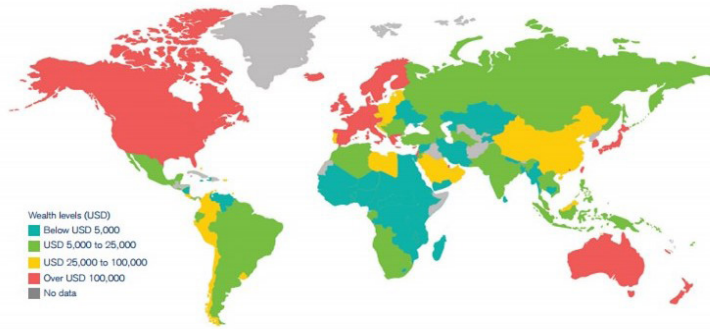 Wealth levels (USD)
Below USD 5,000
USD 5,000 to 25,000
USD 25,000 to 100,000
Over USD 100,000
No data